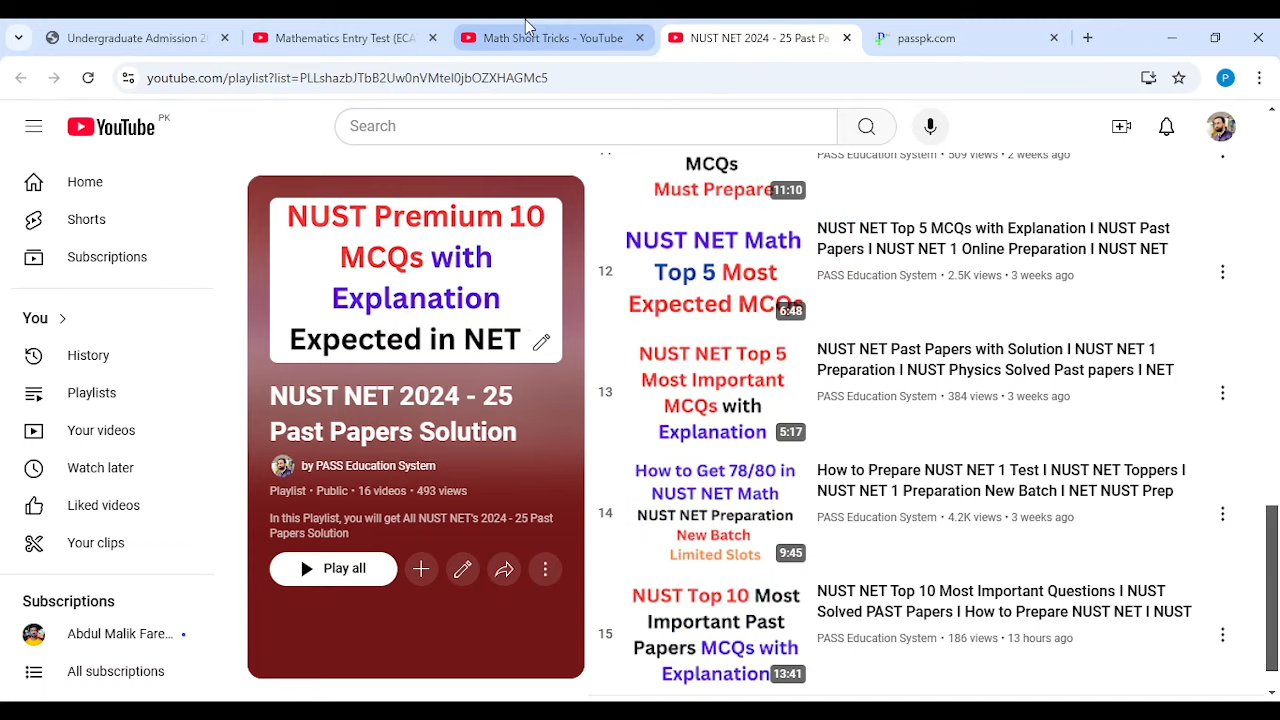 Undergraduate Admission 2
Mathematics Entry Test (ECA
Math Short Tricks - YouTube
NUST NET 2024 - 25 Past Pa
passpk.com
youtube.com/playlist?list=PLLshazbJTbB2Uw0nVMtel0jbOZXHAGMc5
P
YouTube PK
Search
Home
Shorts
Subscriptions
You
History
Playlists
Your videos
Watch later
Liked videos
Your clips
Subscriptions
Abdul Malik Fare...
All subscriptions
NUST Premium 10
MCQs with
Explanation
Expected in NET
NUST NET 2024 - 25
Past Papers Solution
by PASS Education System
Playlist • Public • 16 videos • 493 views
In this Playlist, you will get All NUST NET's 2024 - 25 Past
Papers Solution
Play all
MCQs
Must Prepare
11:10
PASS Education System • 509 views • 2 weeks ago
12
NUST NET Math
Top 5 Most
Expected MCQs
6:48
NUST NET Top 5 MCQs with Explanation I NUST Past
Papers I NUST NET 1 Online Preparation I NUST NET
PASS Education System • 2.5K views • 3 weeks ago
13
NUST NET Top 5
Most Important
MCQs with
Explanation
5:17
NUST NET Past Papers with Solution I NUST NET 1
Preparation I NUST Physics Solved Past papers I NET
PASS Education System • 384 views • 3 weeks ago
14
How to Get 78/80 in
NUST NET Math
NUST NET Preparation
New Batch
Limited Slots
9:45
How to Prepare NUST NET 1 Test I NUST NET Toppers I
NUST NET 1 Preparation New Batch I NET NUST Prep
PASS Education System • 4.2K views • 3 weeks ago
15
NUST Top 10 Most
Important Past
Papers MCQs with
Explanation
13:41
NUST NET Top 10 Most Important Questions I NUST
Solved PAST Papers I How to Prepare NUST NET I NUST
PASS Education System • 186 views • 13 hours ago